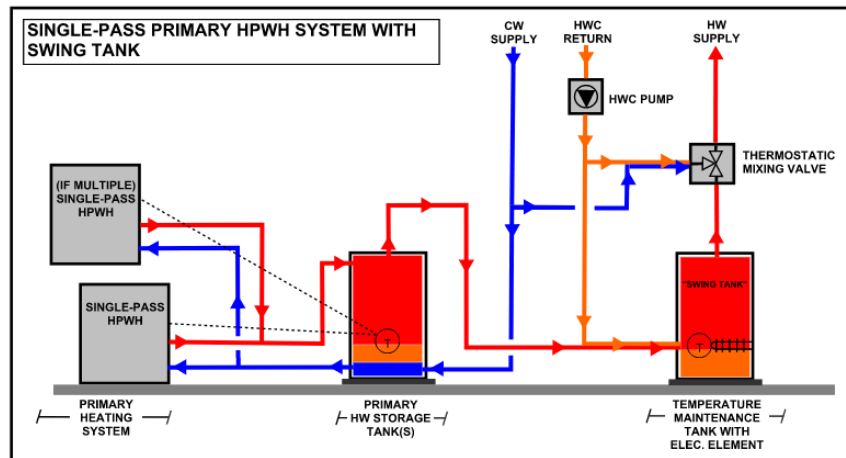 SINGLE-PASS PRIMARY HPWH SYSTEM WITH
SWING TANK
CW
SUPPLY
HWC
RETURN
HW
SUPPLY
HWC PUMP
THERMOSTATIC
MIXING VALVE
(IF MULTIPLE)
SINGLE-PASS
HPWH
SINGLE-PASS
HPWH
T
"SWING TANK"
T
PRIMARY
HEATING
SYSTEM
PRIMARY
HW STORAGE
TANK(S)
TEMPERATURE
MAINTENANCE
TANK WITH
ELEC. ELEMENT